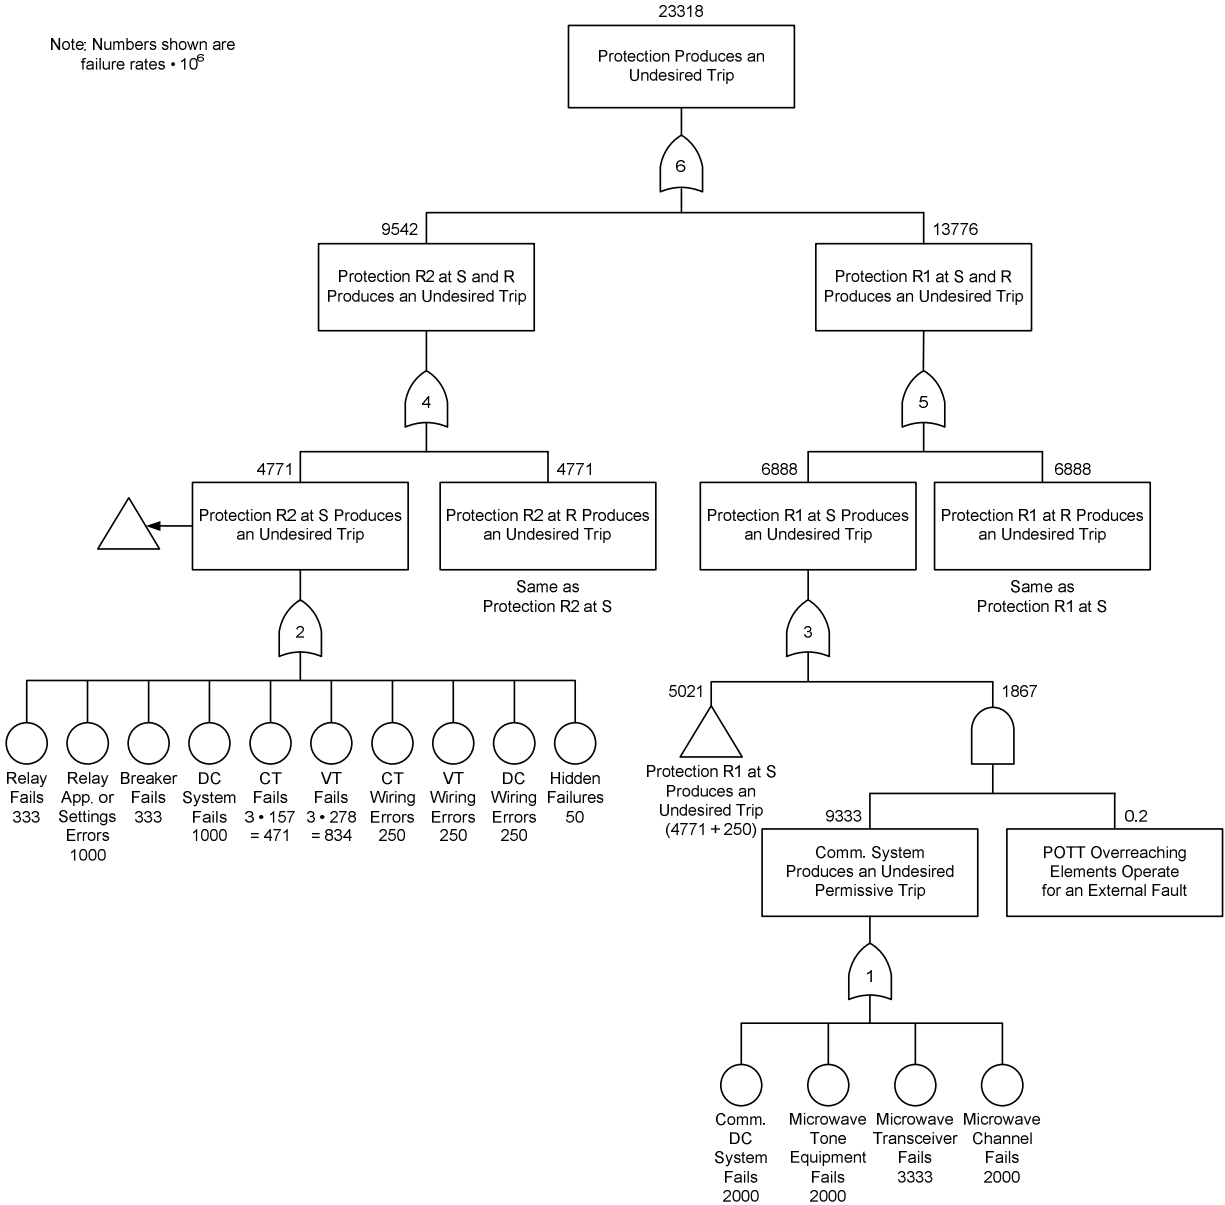 23318
Note: Numbers shown are
failure rates • 10^6
Protection Produces an
Undesired Trip
6
9542
13776
Protection R2 at S and R
Produces an Undesired Trip
Protection R1 at S and R
Produces an Undesired Trip
4
5
4771
4771
6888
6888
Protection R2 at S Produces
an Undesired Trip
Protection R2 at R Produces
an Undesired Trip
Protection R1 at S Produces
an Undesired Trip
Protection R1 at R Produces
an Undesired Trip
Same as
Protection R2 at S
Same as
Protection R1 at S
2
3
5021
1867
Relay
Fails
333
Relay
App. or
Settings
Errors
1000
Breaker
Fails
333
DC
System
Fails
1000
CT
Fails
3 • 157
= 471
VT
Fails
3 • 278
= 834
CT
Wiring
Errors
250
VT
Wiring
Errors
250
DC
Wiring
Errors
250
Hidden
Failures
50
Protection R1 at S
Produces an
Undesired Trip
(4771 + 250)
9333
0.2
Comm. System
Produces an Undesired
Permissive Trip
POTT Overreaching
Elements Operate
for an External Fault
1
Comm.
DC
System
Fails
2000
Microwave
Tone
Equipment
Fails
2000
Microwave
Transceiver
Fails
3333
Microwave
Channel
Fails
2000